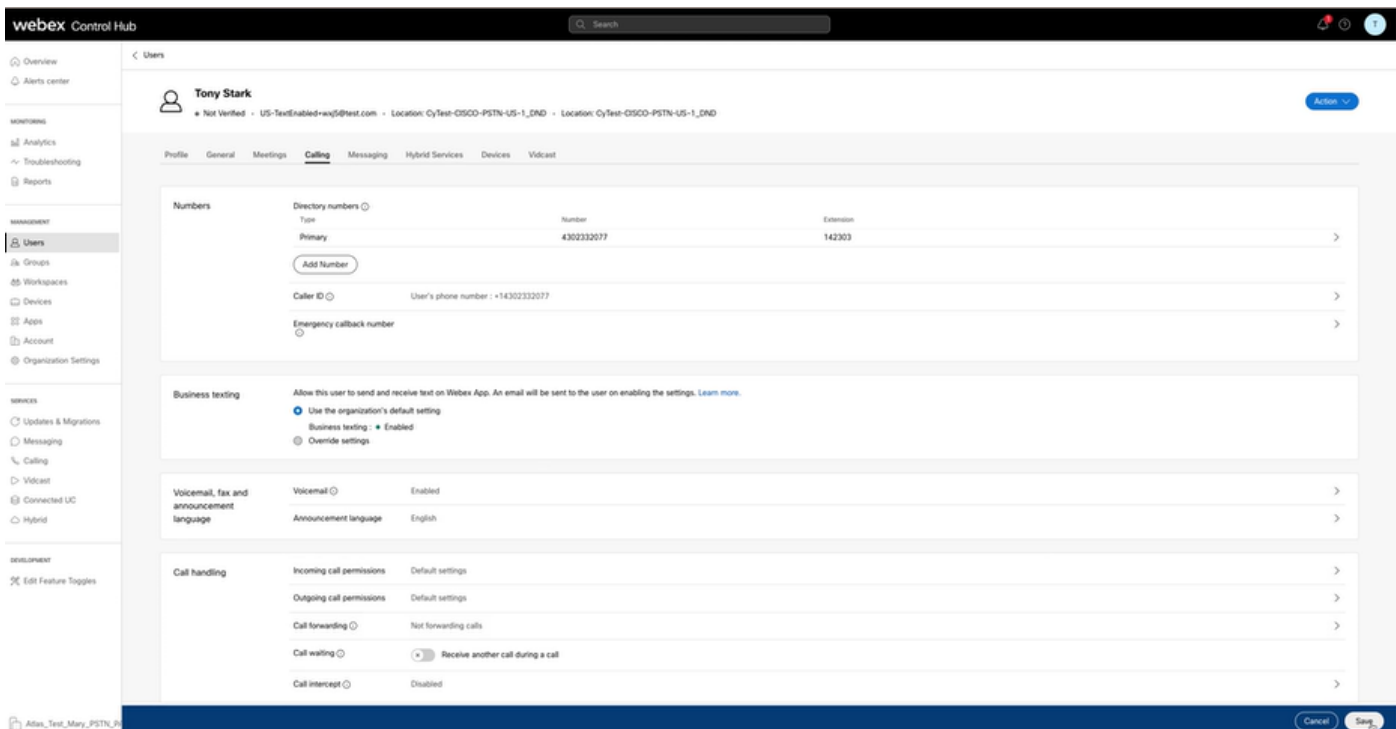 webex Control Hub
Search
1
T
Overview
Alerts center
MONITORING
Analytics
Troubleshooting
Reports
MANAGEMENT
Users
Groups
Workspaces
Devices
Apps
Account
Organization Settings
SERVICES
Updates & Migrations
Messaging
Calling
Vidcast
Connected UC
Hybrid
DEVELOPMENT
Edit Feature Toggles
Atlas_Test_Mary_PSTN_
Users
Tony Stark
Not Verified US-TextEnabled+wxj5@test.com Location: CyTest-CISCO-PSTN-US-1_DND Location: CyTest-CISCO-PSTN-US-1_DND
Action
Profile General Meetings Calling Messaging Hybrid Services Devices Vidcast
Numbers
Directory numbers
Type Number Extension
Primary 4302332077 142303
Add Number
Caller ID User's phone number : +14302332077
Emergency callback number
Business texting
Allow this user to send and receive text on Webex App. An email will be sent to the user on enabling the settings. Learn more.
Use the organization's default setting
Business texting : Enabled
Override settings
Voicemail, fax and
announcement
language
Voicemail Enabled
Announcement language English
Call handling
Incoming call permissions Default settings
Outgoing call permissions Default settings
Call forwarding Not forwarding calls
Call waiting Receive another call during a call
Call intercept Disabled
Cancel Save